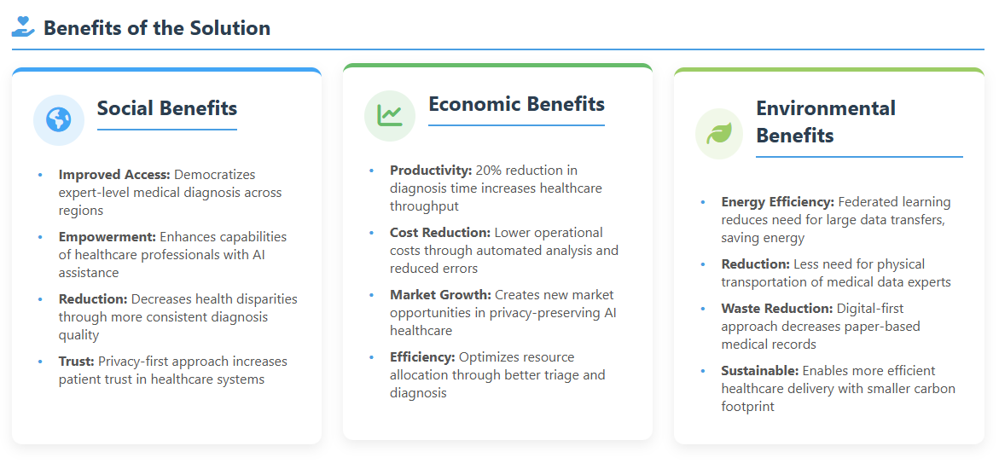 Benefits of the Solution
Social Benefits
• Improved Access: Democratizes
expert-level medical diagnosis across
regions
• Empowerment: Enhances capabilities
of healthcare professionals with AI
assistance
• Reduction: Decreases health disparities
through more consistent diagnosis
quality
• Trust: Privacy-first approach increases
patient trust in healthcare systems
Economic Benefits
• Productivity: 20% reduction in
diagnosis time increases healthcare
throughput
• Cost Reduction: Lower operational
costs through automated analysis and
reduced errors
• Market Growth: Creates new market
opportunities in privacy-preserving AI
healthcare
• Efficiency: Optimizes resource
allocation through better triage and
diagnosis
Environmental
Benefits
• Energy Efficiency: Federated learning
reduces need for large data transfers,
saving energy
• Reduction: Less need for physical
transportation of medical data experts
• Waste Reduction: Digital-first
approach decreases paper-based
medical records
• Sustainable: Enables more efficient
healthcare delivery with smaller carbon
footprint